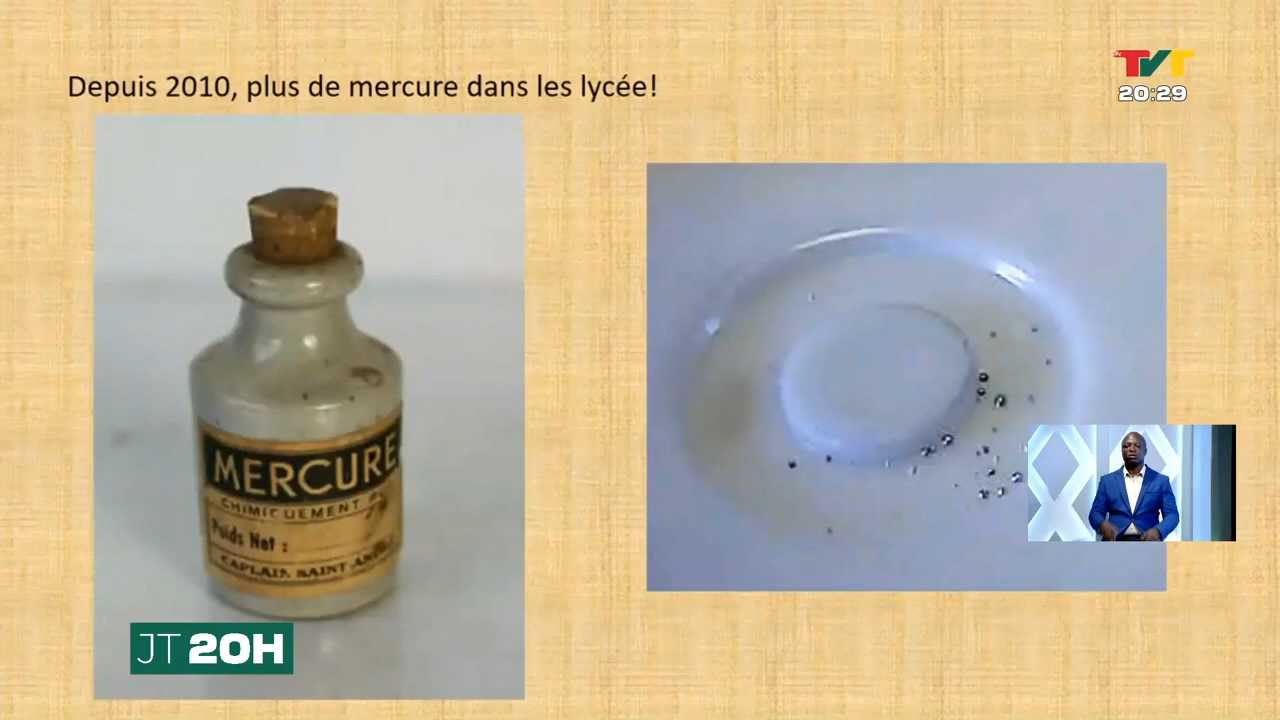 Depuis 2010, plus de mercure dans les lycée!
TVT
20:29
MERCURE
CHIMIQUEMENT
Poids Net :
SAINT
JT 20H